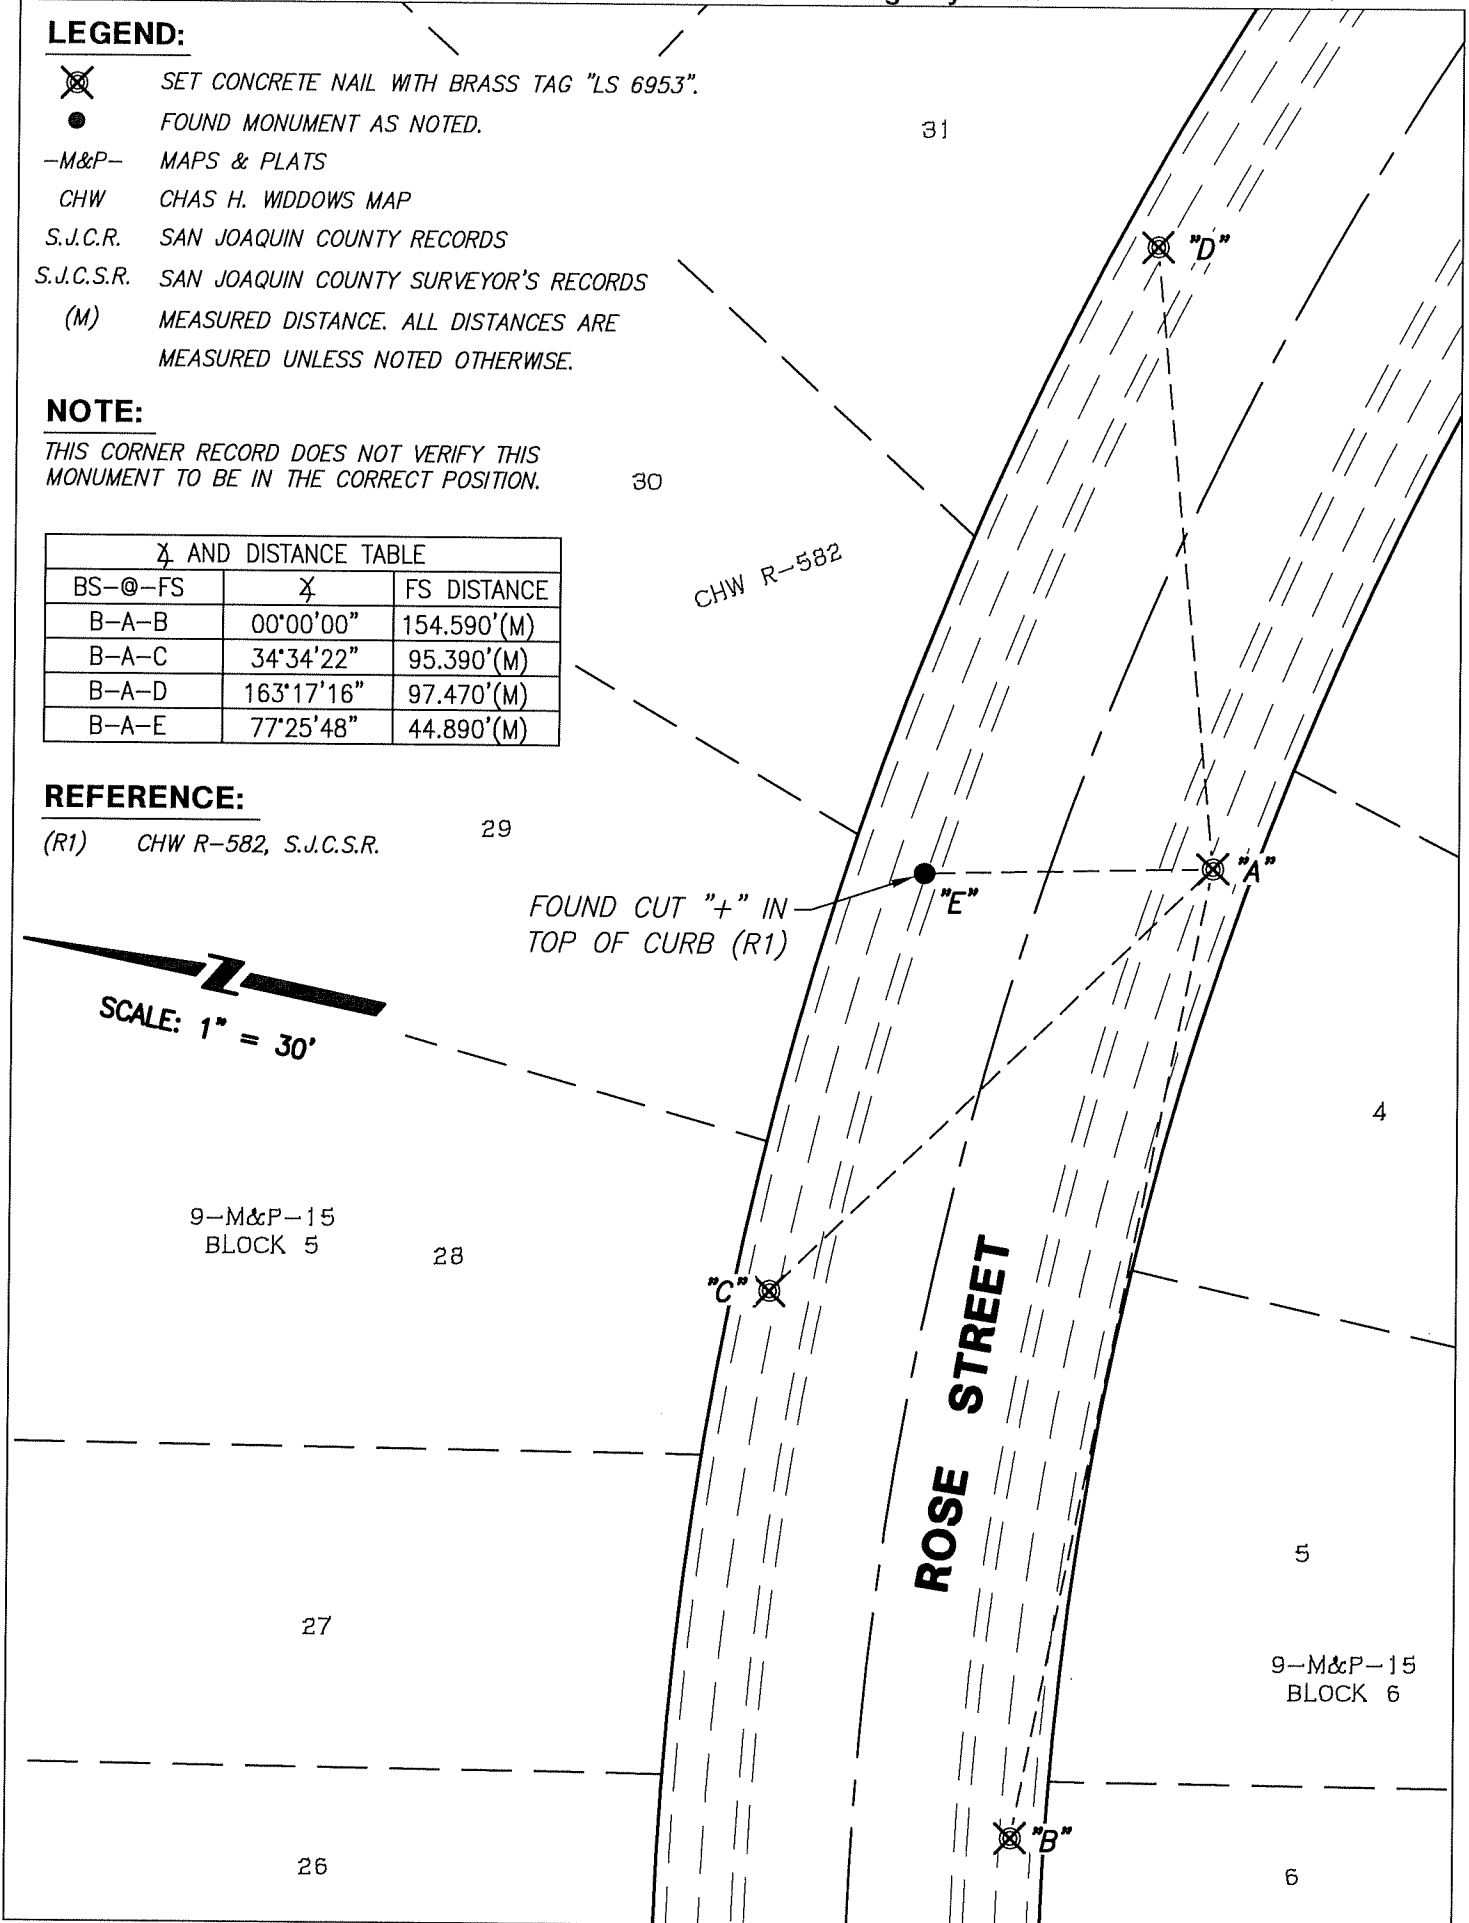 LEGEND:
SET CONCRETE NAIL WITH BRASS TAG "LS 6953".
FOUND MONUMENT AS NOTED.
-M&P- MAPS & PLATS
CHW CHAS H. WIDDOWS MAP
S.J.C.R. SAN JOAQUIN COUNTY RECORDS
S.J.C.S.R. SAN JOAQUIN COUNTY SURVEYOR'S RECORDS
(M) MEASURED DISTANCE. ALL DISTANCES ARE
MEASURED UNLESS NOTED OTHERWISE.
NOTE:
THIS CORNER RECORD DOES NOT VERIFY THIS
MONUMENT TO BE IN THE CORRECT POSITION.
∡ AND DISTANCE TABLE
BS-@-FS ∡ FS DISTANCE
B-A-B 00°00'00" 154.590'(M)
B-A-C 34°34'22" 95.390'(M)
B-A-D 163°17'16" 97.470'(M)
B-A-E 77°25'48" 44.890'(M)
REFERENCE:
(R1) CHW R-582, S.J.C.S.R.
31
"D"
30
CHW R-582
29
"A"
"E"
FOUND CUT "+" IN
TOP OF CURB (R1)
SCALE: 1" = 30'
4
9-M&P-15
BLOCK 5
28
"C"
ROSE STREET
5
27
9-M&P-15
BLOCK 6
"B"
26
6